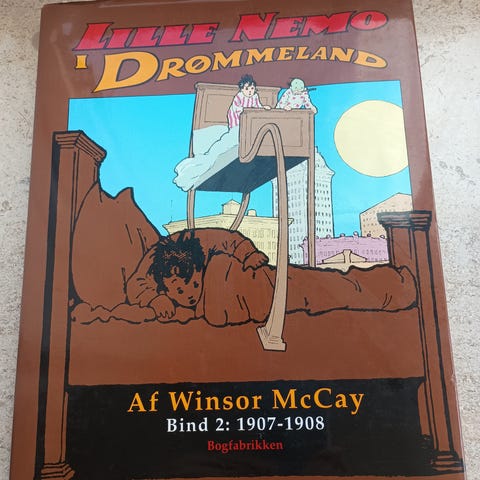 LILLE NEMO
I DRØMMELAND
Af Winsor McCay
Bind 2: 1907-1908
Bogfabrikken